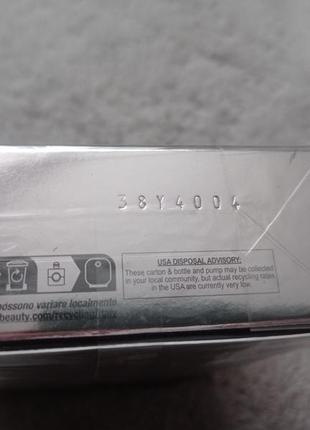 38Y4004
USA DISPOSAL ADVISORY:
These carton & bottle and pump may be collected
in your local community, but actual recycling rates
in the USA are currently very low.
possono variare localmente
beauty.com/recycling